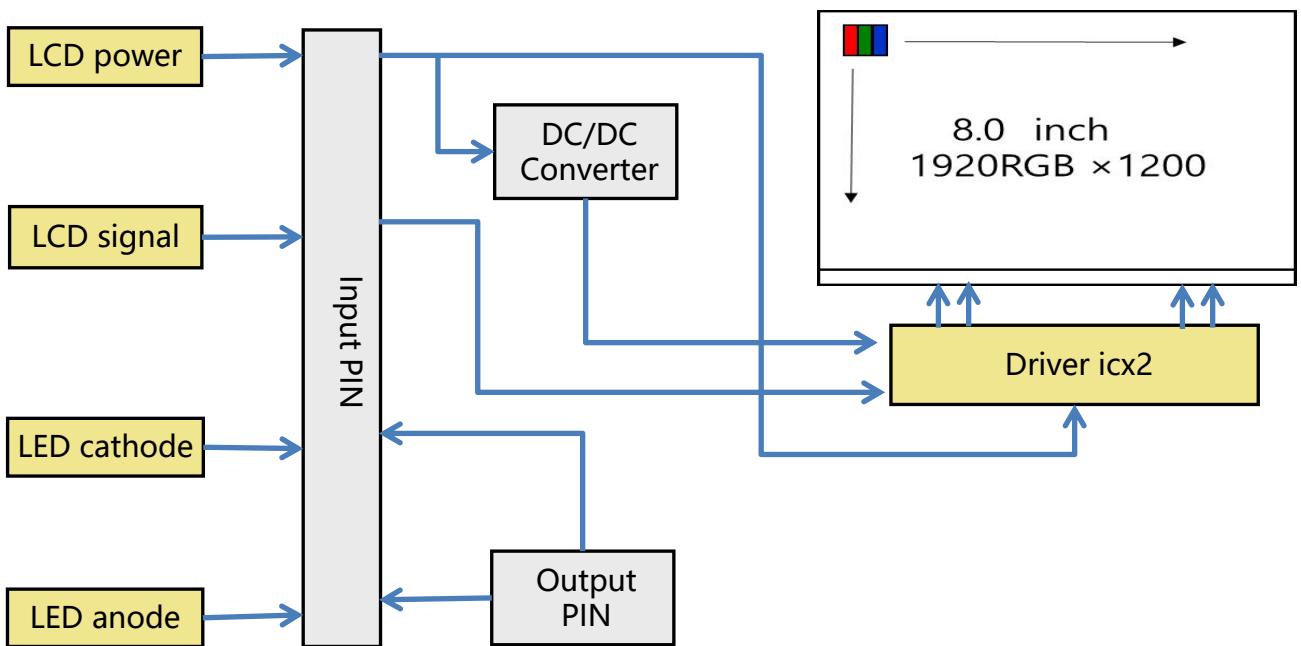 LCD power
LCD signal
LED cathode
LED anode
Input PIN
DC/DC
Converter
Output
PIN
8.0 inch
1920RGB ×1200
Driver icx2